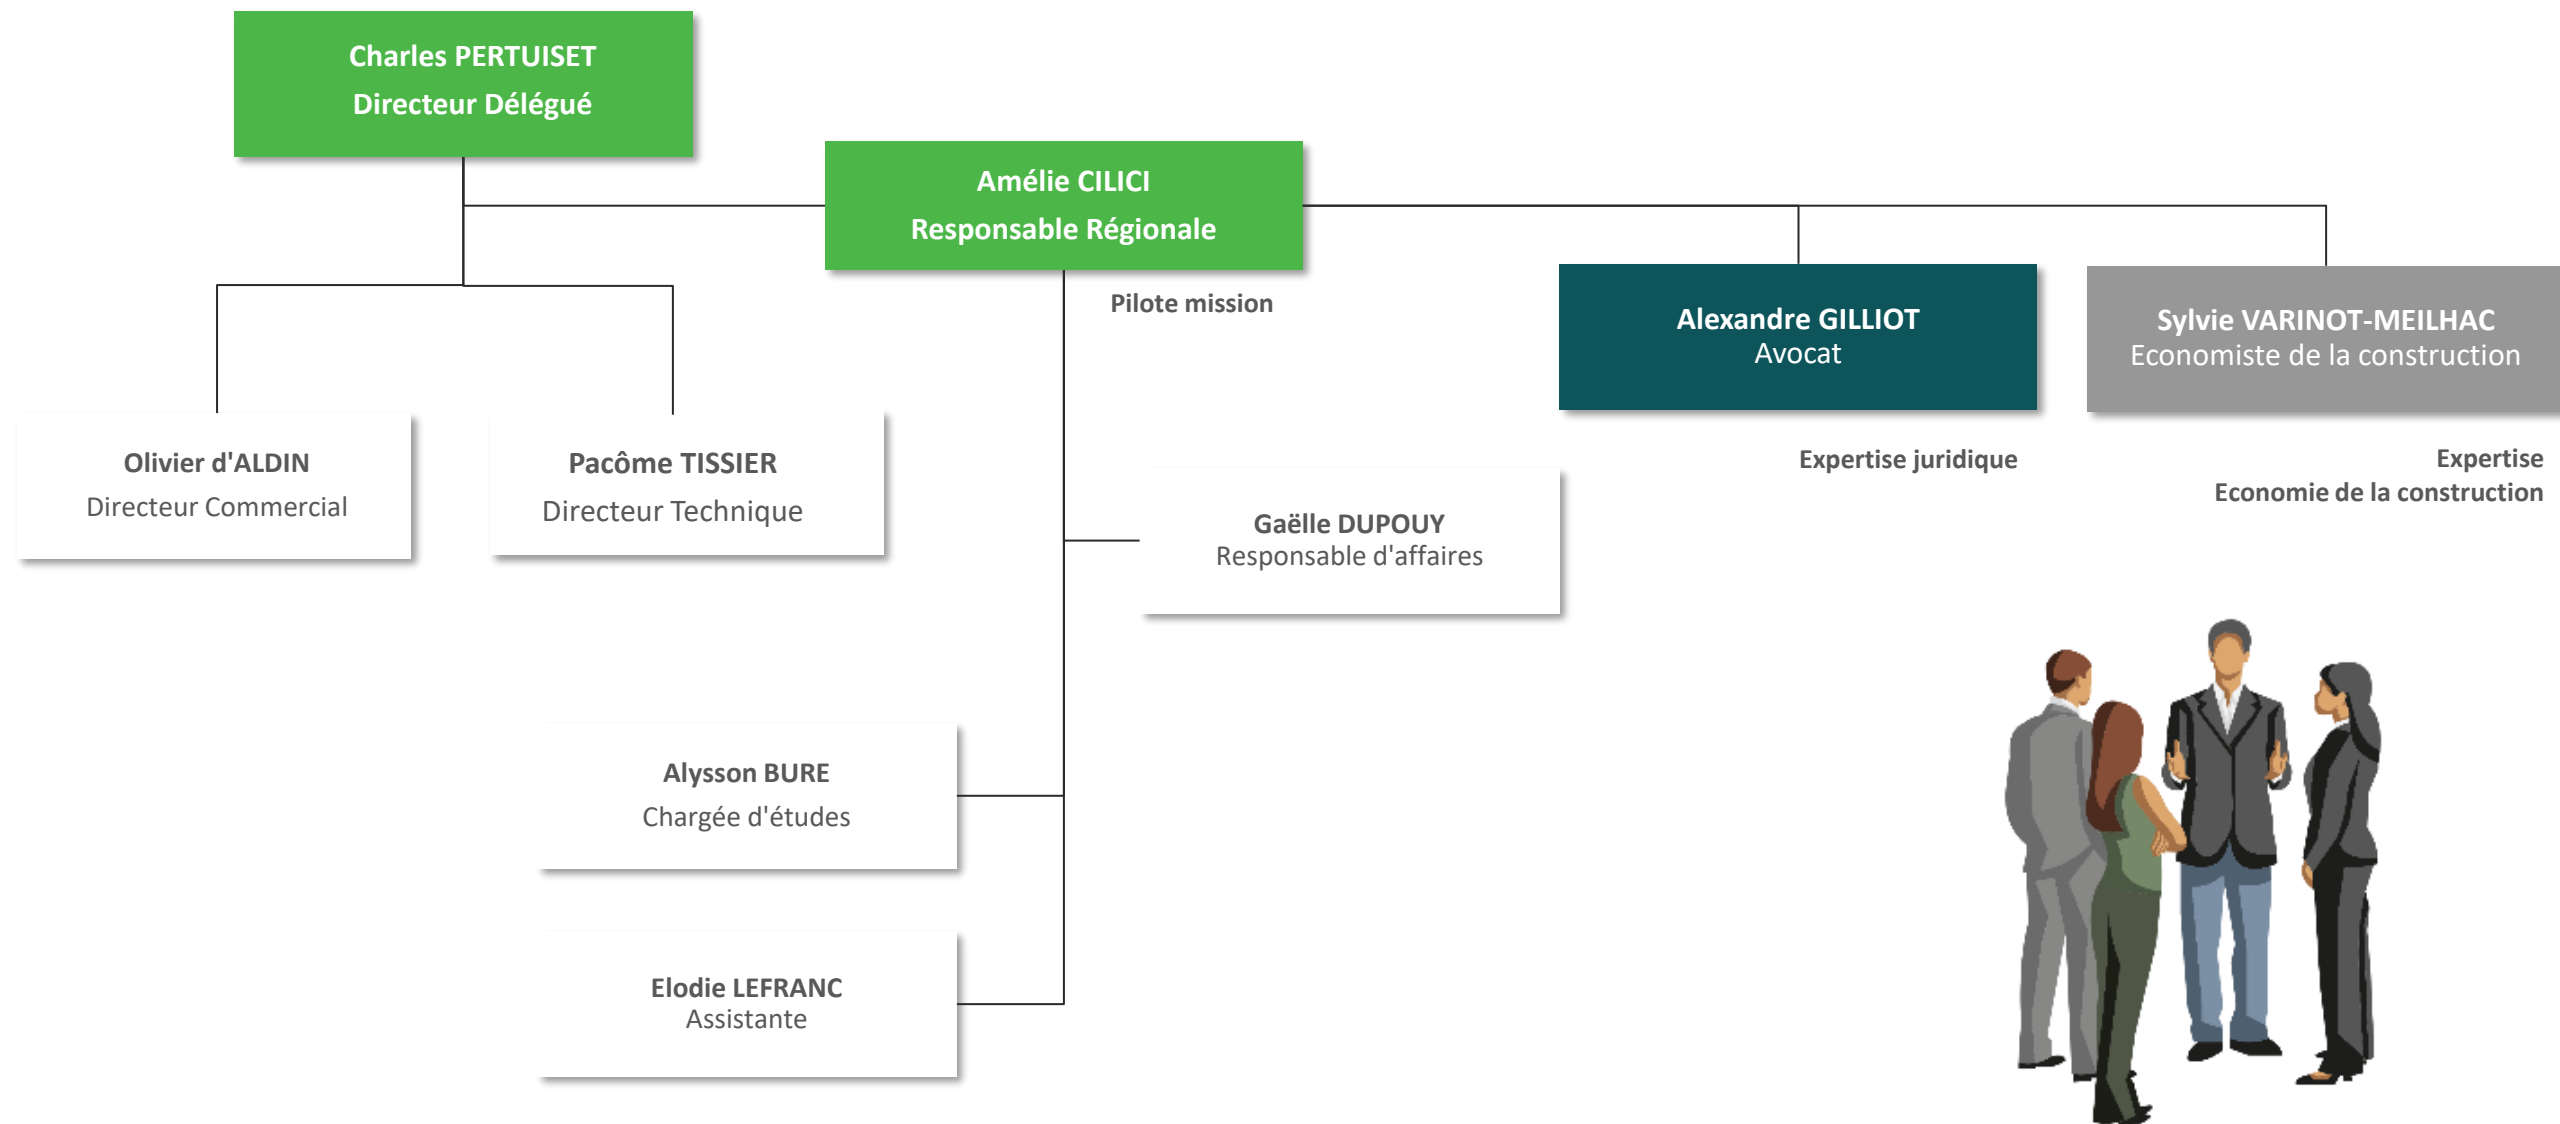 Charles PERTUISET
Directeur Délégué
Amélie CILICI
Responsable Régionale
Pilote mission
Alexandre GILLIOT
Avocat
Expertise juridique
Sylvie VARINOT-MEILHAC
Economiste de la construction
Expertise
Economie de la construction
Olivier d'ALDIN
Directeur Commercial
Pacôme TISSIER
Directeur Technique
Gaëlle DUPOUY
Responsable d'affaires
Alysson BURE
Chargée d'études
Elodie LEFRANC
Assistante